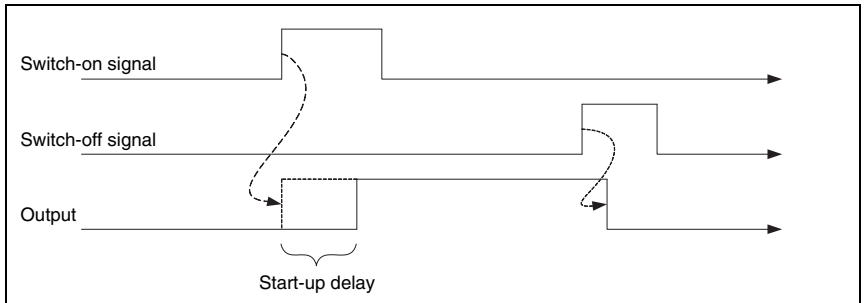 Switch-on signal
Switch-off signal
Output
Start-up delay